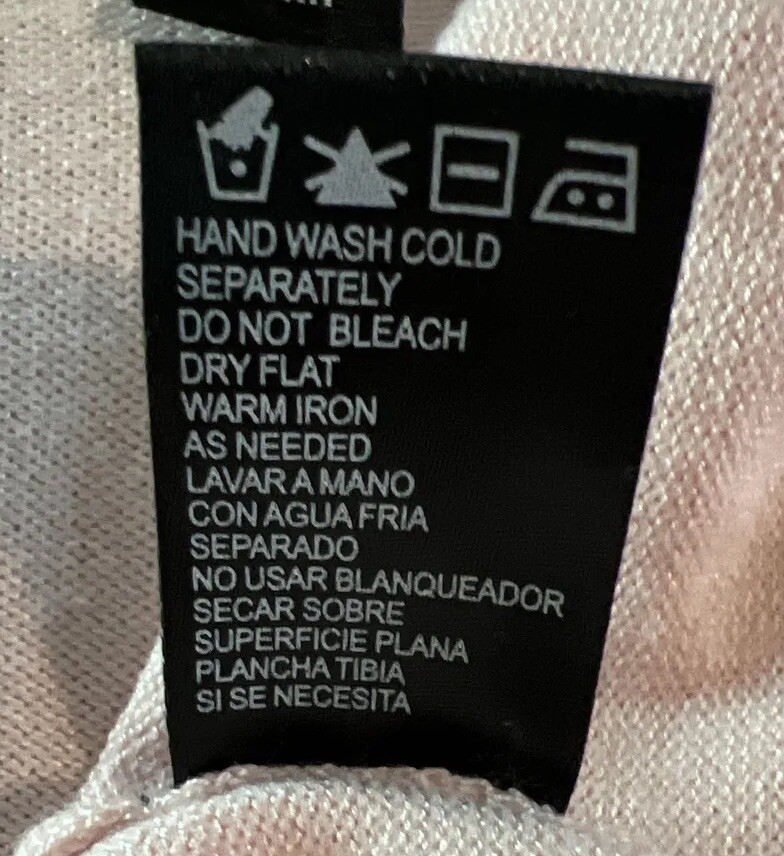 HAND WASH COLD
SEPARATELY
DO NOT BLEACH
DRY FLAT
WARM IRON
AS NEEDED
LAVAR A MANO
CON AGUA FRIA
SEPARADO
NO USAR BLANQUEADOR
SECAR SOBRE
SUPERFICIE PLANA
PLANCHA TIBIA
SI SE NECESITA